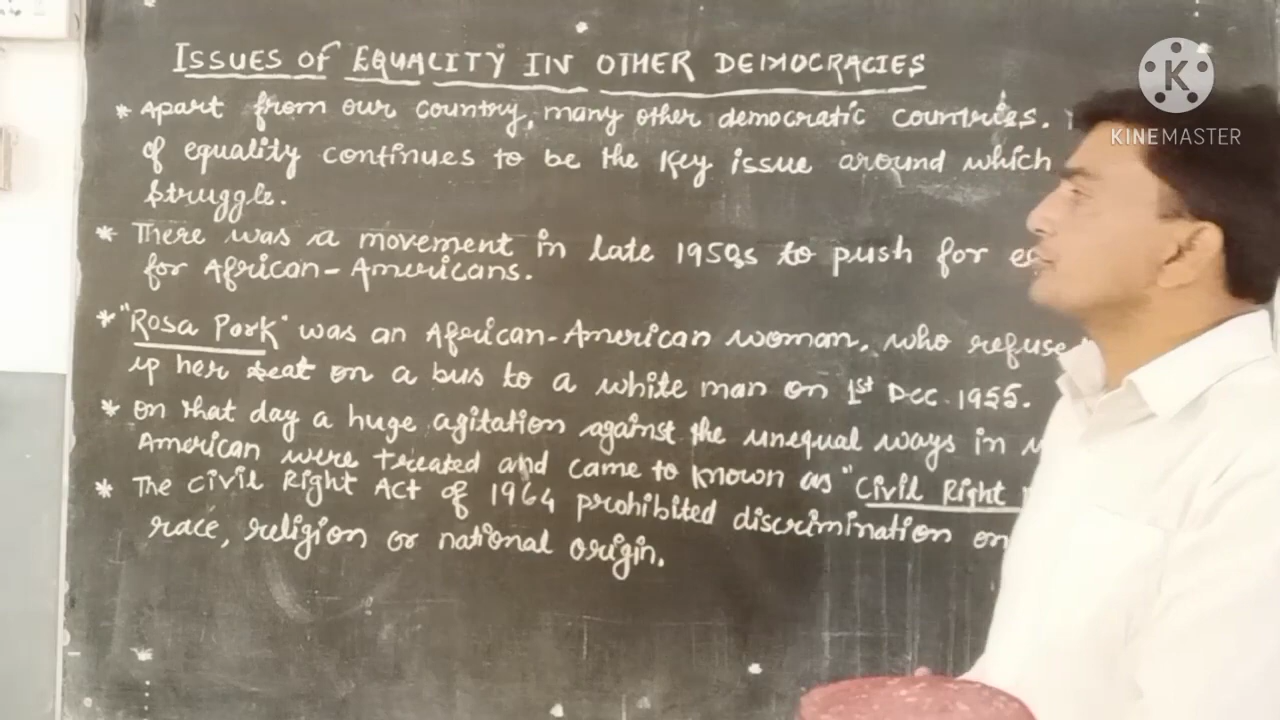 ISSUES OF EQUALITY IN OTHER DEMOCRACIES
* Apart from our country, many other democratic countries.
of equality continues to be the key issue around which
struggle.
* There was a movement in late 1950s to push for
for African-Americans.
* "Rosa Park" was an African-American woman, who refuse
up her seat on a bus to a white man on 1st Dec 1955.
* on that day a huge agitation against the unequal ways in
American were treated and came to known as "Civil Right
* The Civil Right Act of 1964 prohibited discrimination on
race, religion or national origin.
K
KINEMASTER